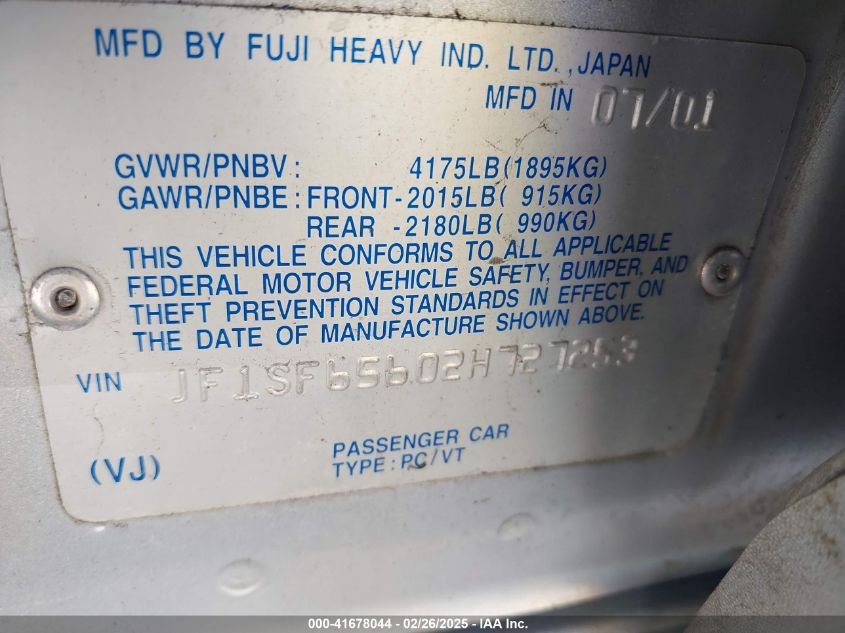 MFD BY FUJI HEAVY IND. LTD., JAPAN
MFD IN 07/01
GVWR/PNBV: 4175LB(1895KG)
GAWR/PNBE: FRONT-2015LB( 915KG)
REAR -2180LB( 990KG)
THIS VEHICLE CONFORMS TO ALL APPLICABLE
FEDERAL MOTOR VEHICLE SAFETY, BUMPER, AND
THEFT PREVENTION STANDARDS IN EFFECT ON
THE DATE OF MANUFACTURE SHOWN ABOVE.
VIN JF1SF65602H727253
(VJ)
PASSENGER CAR
TYPE: PC/VT
000-41678044 - 02/26/2025 - IAA Inc.